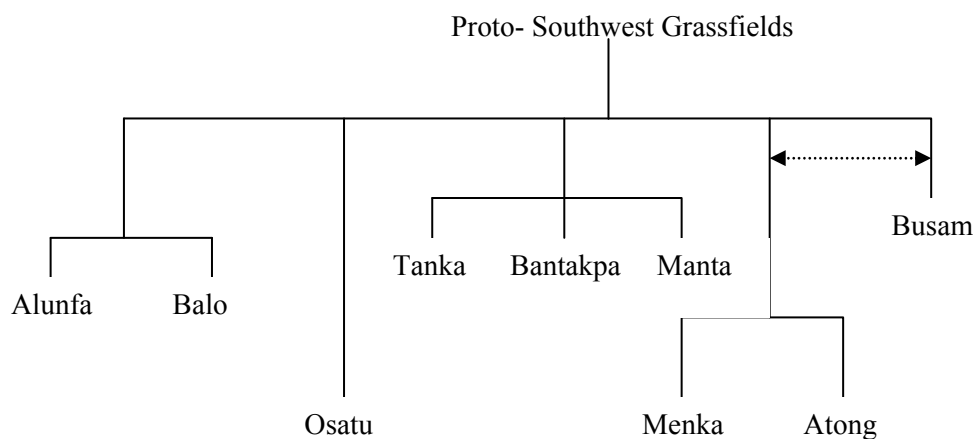 Proto- Southwest Grassfields
Busam
Tanka Bantakpa Manta
Alunfa Balo
Osatu Menka Atong